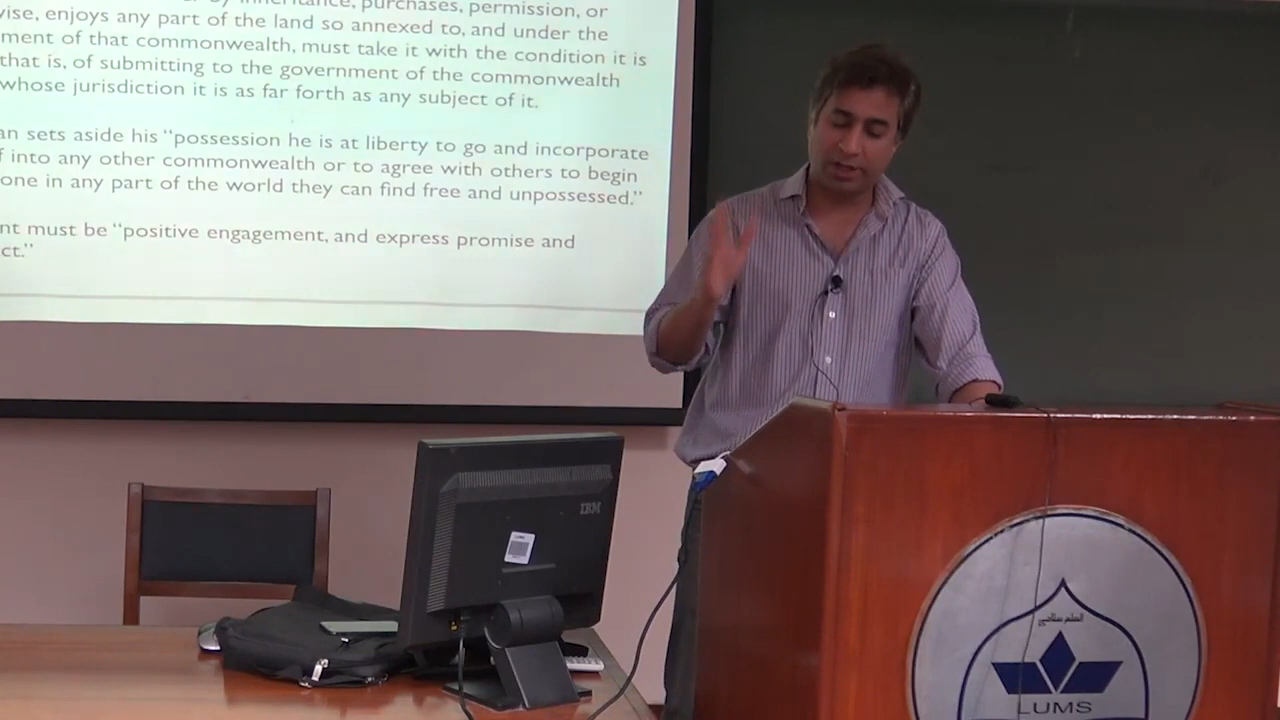 inheritance, purchases, permission, or
vise, enjoys any part of the land so annexed to, and under the
ment of that commonwealth, must take it with the condition it is
that is, of submitting to the government of the commonwealth
whose jurisdiction it is as far forth as any subject of it.
an sets aside his "possession he is at liberty to go and incorporate
f into any other commonwealth or to agree with others to begin
one in any part of the world they can find free and unpossessed."
nt must be "positive engagement, and express promise and
ct."
IBM
LUMS